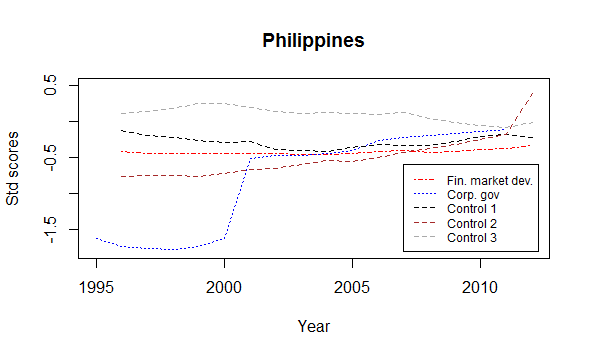 Philippines
Std scores
0.5
-0.5
-1.5
Fin. market dev.
Corp. gov
Control 1
Control 2
Control 3
1995 2000 2005 2010
Year